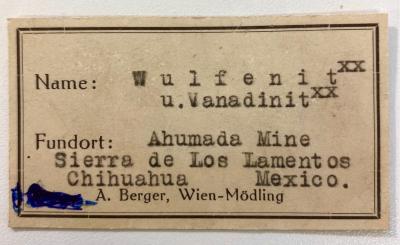 Name: Wulfenit xx
u.Vanadinit xx
Fundort: Ahumada Mine
Sierra de Los Lamentos
Chihuahua Mexico.
A. Berger, Wien-Mödling